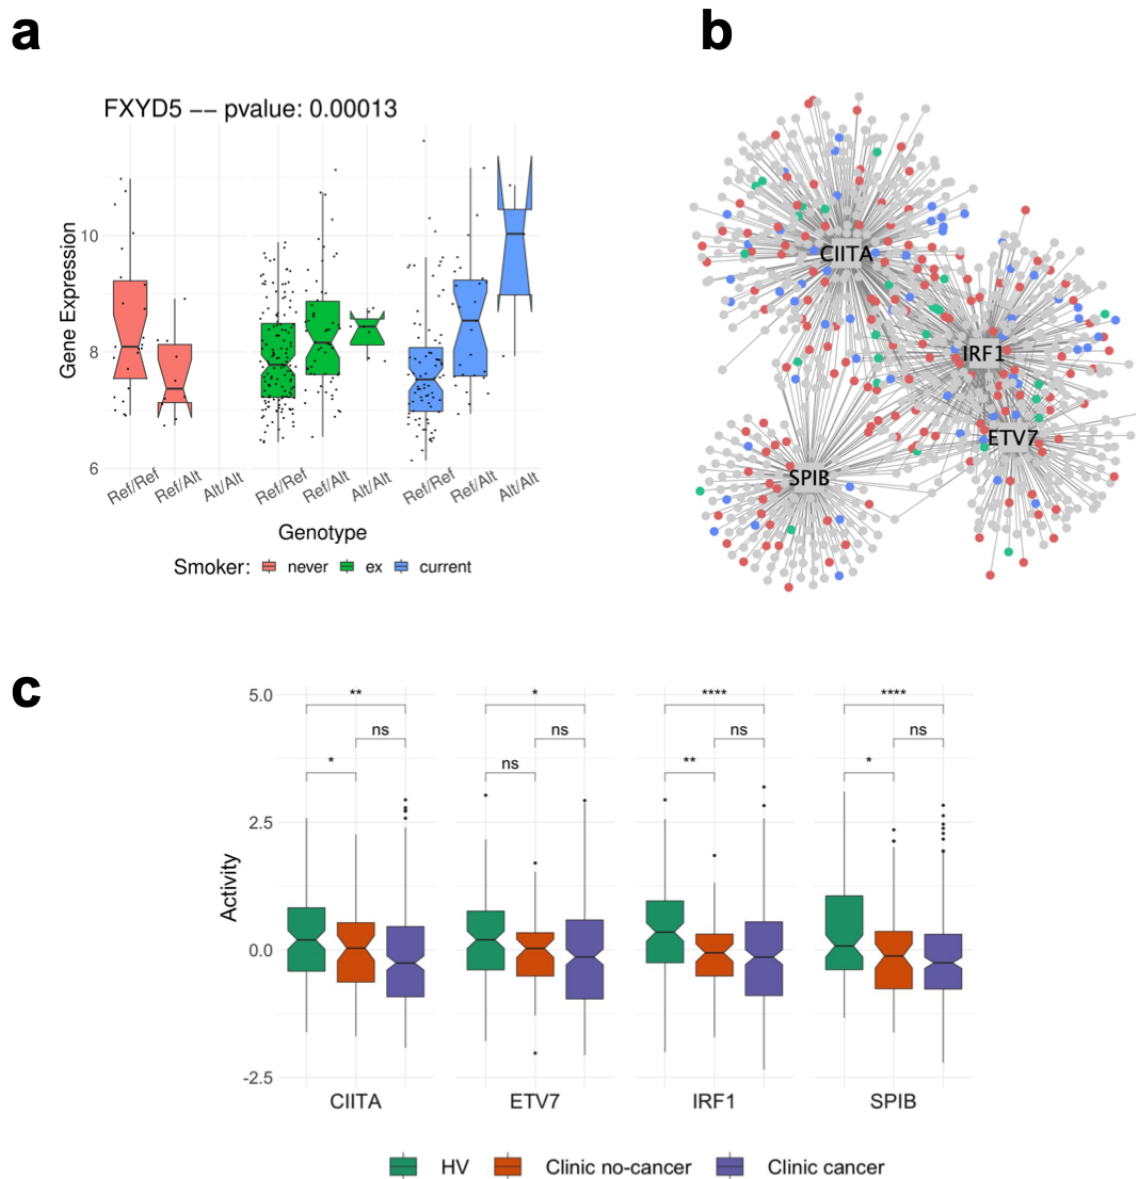 a
b
FXYD5 –– pvalue: 0.00013
Gene Expression
10
8
6
Ref/Ref Ref/Alt Alt/Alt Ref/Ref Ref/Alt Alt/Alt Ref/Ref Ref/Alt Alt/Alt
Genotype
Smoker: never ex current
CIITA
IRF1
ETV7
SPIB
c
Activity
5.0
2.5
0.0
-2.5
** * **** ****
ns ns ns ns
* ns ** *
CIITA ETV7 IRF1 SPIB
HV Clinic no-cancer Clinic cancer